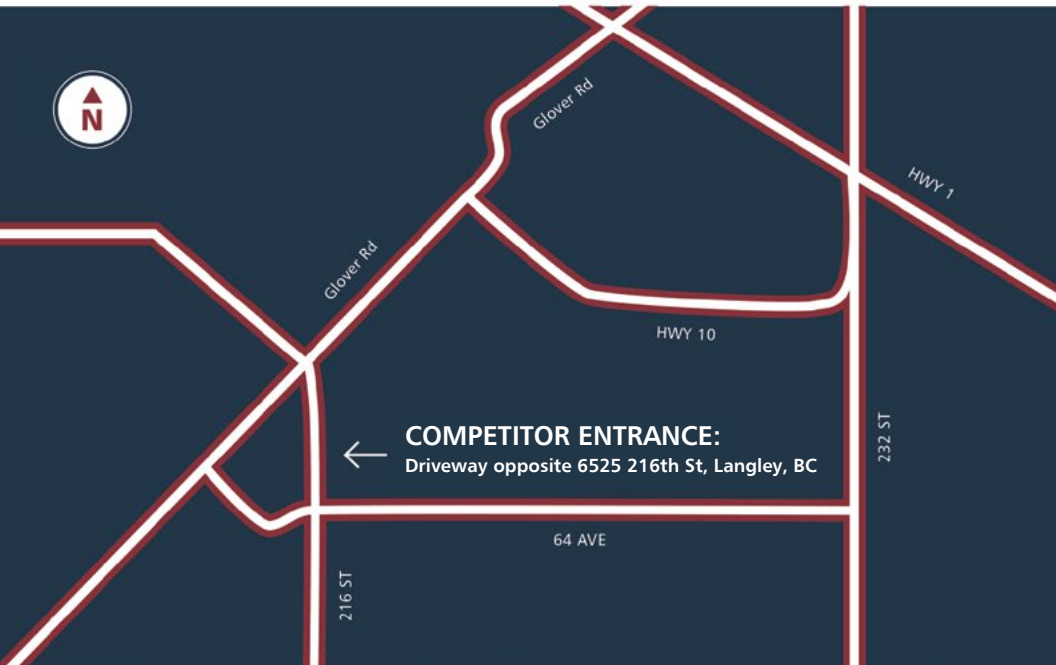 Glover Rd
N
HWY 1
Glover Rd
HWY 10
COMPETITOR ENTRANCE:
Driveway opposite 6525 216th St, Langley, BC
232 ST
64 AVE
216 ST